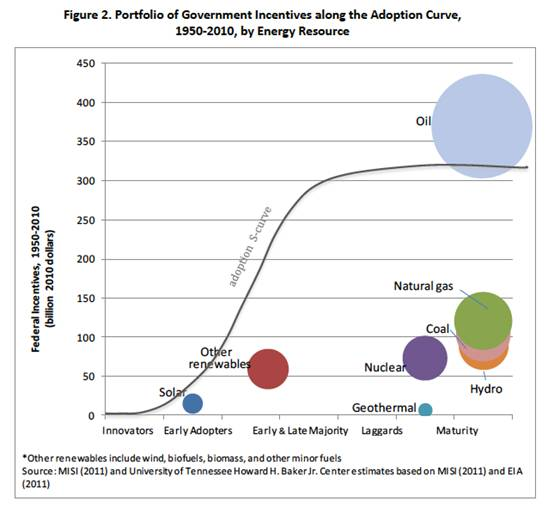 Figure 2. Portfolio of Government Incentives along the Adoption Curve,
1950-2010, by Energy Resource
450
400
350
300
250
200
150
100
50
0
Federal Incentives, 1950-2010
(billion 2010 dollars)
Oil
adoption S-curve
Natural gas
Coal
Other
renewables
Nuclear
Hydro
Solar
Geothermal
Innovators
Early Adopters
Early & Late Majority
Laggards
Maturity
*Other renewables include wind, biofuels, biomass, and other minor fuels
Source: MISI (2011) and University of Tennessee Howard H. Baker Jr. Center estimates based on MISI (2011) and EIA
(2011)